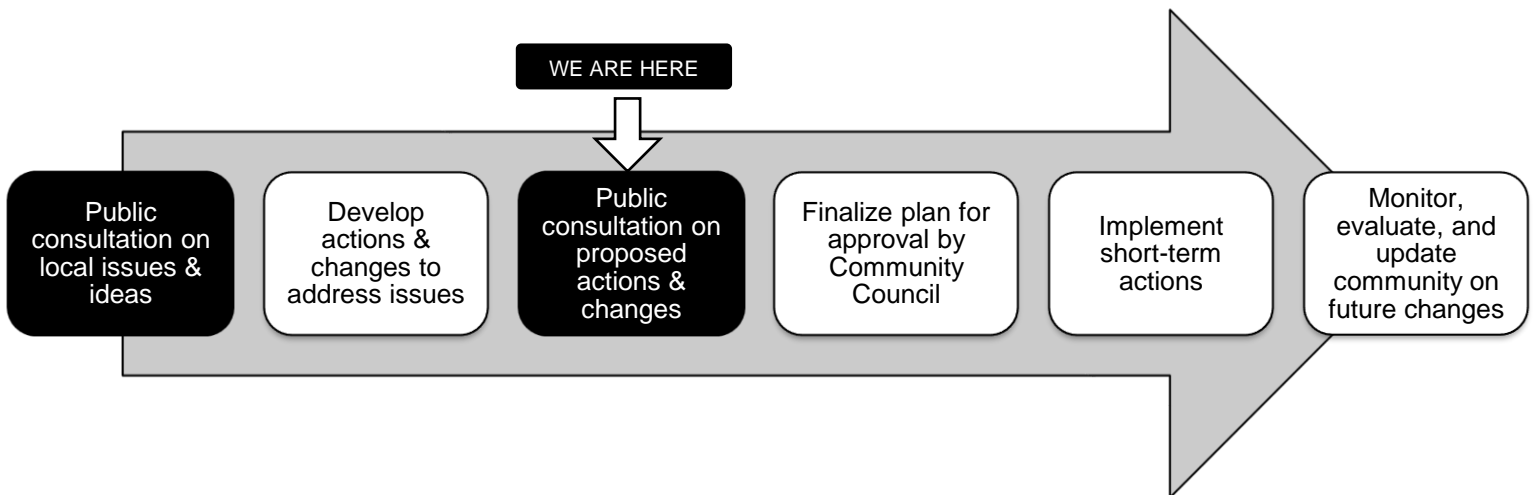 WE ARE HERE
Public
consultation on
local issues &
ideas
Develop
actions &
changes to
address issues
Public
consultation on
proposed
actions &
changes
Finalize plan for
approval by
Community
Council
Implement
short-term
actions
Monitor,
evaluate, and
update
community on
future changes